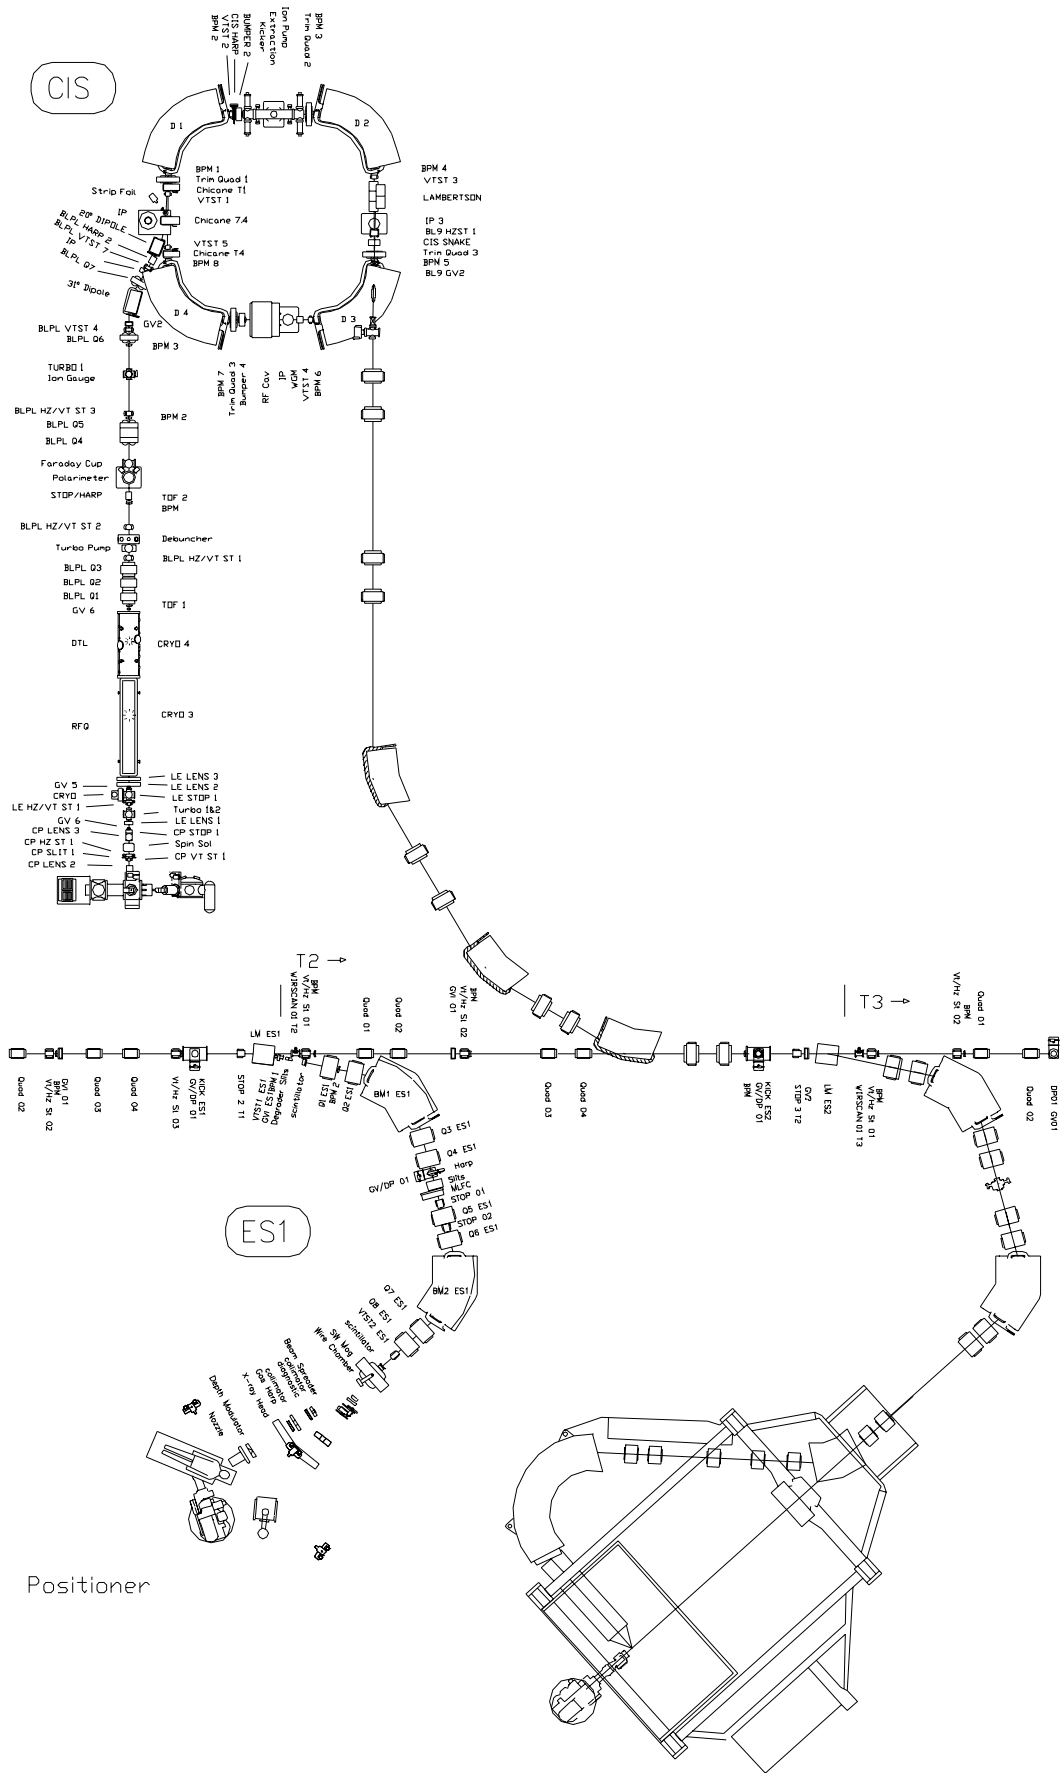 CIS
BPM 2
VTST 2
CIS HARP
BUMPER 2
Kicker
Extraction
Ion Pump
Trim Quad 2
BPM 3
D 1
D 2
BPM 1
Trim Quad 1
Chicane T1
VTST 1
Strip Foil
IP
Chicane 7.4
20° DIPOLE
BLPL HARP 2
BLPL VTST 7
IP
BLPL Q7
31° Dipole
VTST 5
Chicane T4
BPM 8
BPM 4
VTST 3
LAMBERTSON
IP 3
BL9 HZST 1
CIS SNAKE
Trim Quad 3
BPM 5
BL9 GV2
D 4
D 3
GV2
BLPL VTST 4
BLPL Q6
BPM 3
BPM 7
Trim Quad 3
Bumper 4
RF Cav
IP
WGM
VTST 4
BPM 6
TURBO 1
Ion Gauge
BLPL HZ/VT ST 3
BPM 2
BLPL Q5
BLPL Q4
Faraday Cup
Polarimeter
STOP/HARP
TOF 2
BPM
BLPL HZ/VT ST 2
Debuncher
Turbo Pump
BLPL HZ/VT ST 1
BLPL Q3
BLPL Q2
BLPL Q1
TOF 1
GV 6
DTL
CRYO 4
CRYO 3
RFQ
LE LENS 3
GV 5
LE LENS 2
CRYO
LE STOP 1
LE HZ/VT ST 1
Turbo 1&2
GV 6
LE LENS 1
CP LENS 3
CP STOP 1
CP HZ ST 1
Spin Sol
CP SLIT 1
CP VT ST 1
CP LENS 2
T2
T3
LM ES1
WIRSCAN 01 T2
Vt/Hz St 01
BPM
Quad 01
Quad 02
GVI 01
Vt/Hz St 02
BPM
Vt/Hz St 02
BPM
Quad 01
Quad 02
Vt/Hz St 02
BPM
GVI 01
Quad 03
Quad 04
Vt/Hz St 03
GV/DP 01
KICK ES1
STOP 2 T1
VTST1 ES1
GVI ES1BPM 1
Degrader Slits
scintillator
Q1 ES1
BPM 2
Q2 ES1
BM1 ES1
Quad 03
Quad 04
BPM
GV/DP 01
KICK ES2
STOP 3 T2
GV?
LM ES2
WIRSCAN 01 T3
Vt/Hz St 01
BPM
Quad 02
DP01 GV01
Q3 ES1
Q4 ES1
Harp
GV/DP 01
Slits
MLFC
STOP 01
Q5 ES1
STOP 02
Q6 ES1
ES1
BM2 ES1
Q7 ES1
Q8 ES1
VTST2 ES1
scintillator
SW Mag
Wire Chamber
Beam Spreader
collimator
diagnostic
collimator
Gas Harp
X-ray Head
Depth Modulator
Nozzle
Positioner